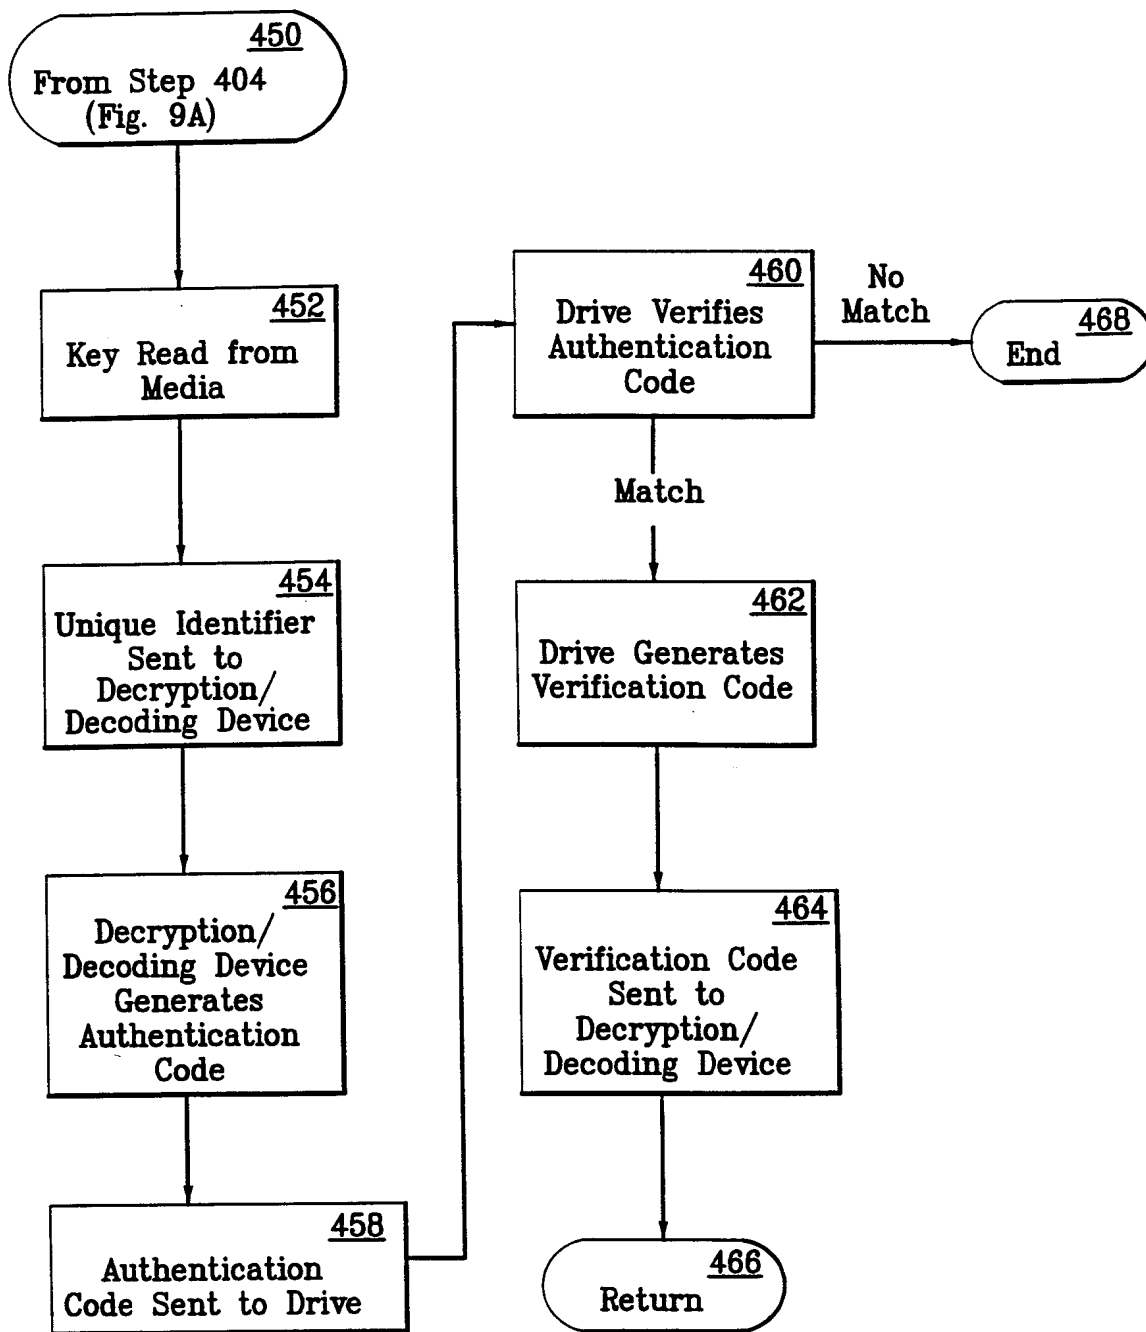 450
From Step 404
(Fig. 9A)
452
Key Read from
Media
454
Unique Identifier
Sent to
Decryption/
Decoding Device
456
Decryption/
Decoding Device
Generates
Authentication
Code
458
Authentication
Code Sent to Drive
460
Drive Verifies
Authentication
Code
No
Match
468
End
Match
462
Drive Generates
Verification Code
464
Verification Code
Sent to
Decryption/
Decoding Device
466
Return